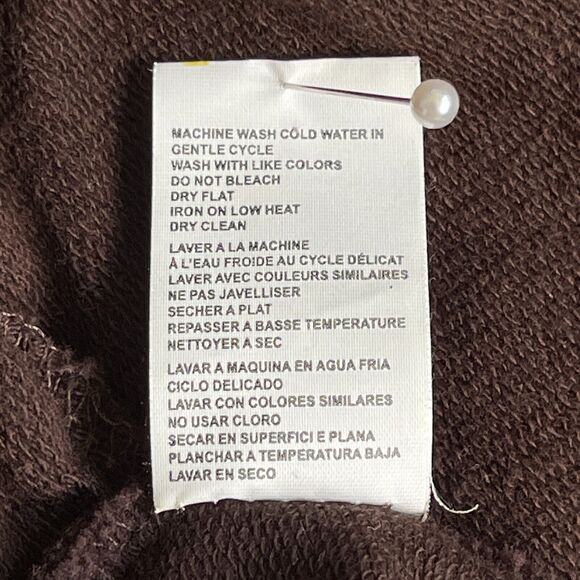 MACHINE WASH COLD WATER IN
GENTLE CYCLE
WASH WITH LIKE COLORS
DO NOT BLEACH
DRY FLAT
IRON ON LOW HEAT
DRY CLEAN
LAVER A LA MACHINE
À L'EAU FROIDE AU CYCLE DÉLICAT
LAVER AVEC COULEURS SIMILAIRES
NE PAS JAVELLISER
SECHER A PLAT
REPASSER A BASSE TEMPERATURE
NETTOYER A SEC
LAVAR A MAQUINA EN AGUA FRIA
CICLO DELICADO
LAVAR CON COLORES SIMILARES
NO USAR CLORO
SECAR EN SUPERFICI E PLANA
PLANCHAR A TEMPERATURA BAJA
LAVAR EN SECO